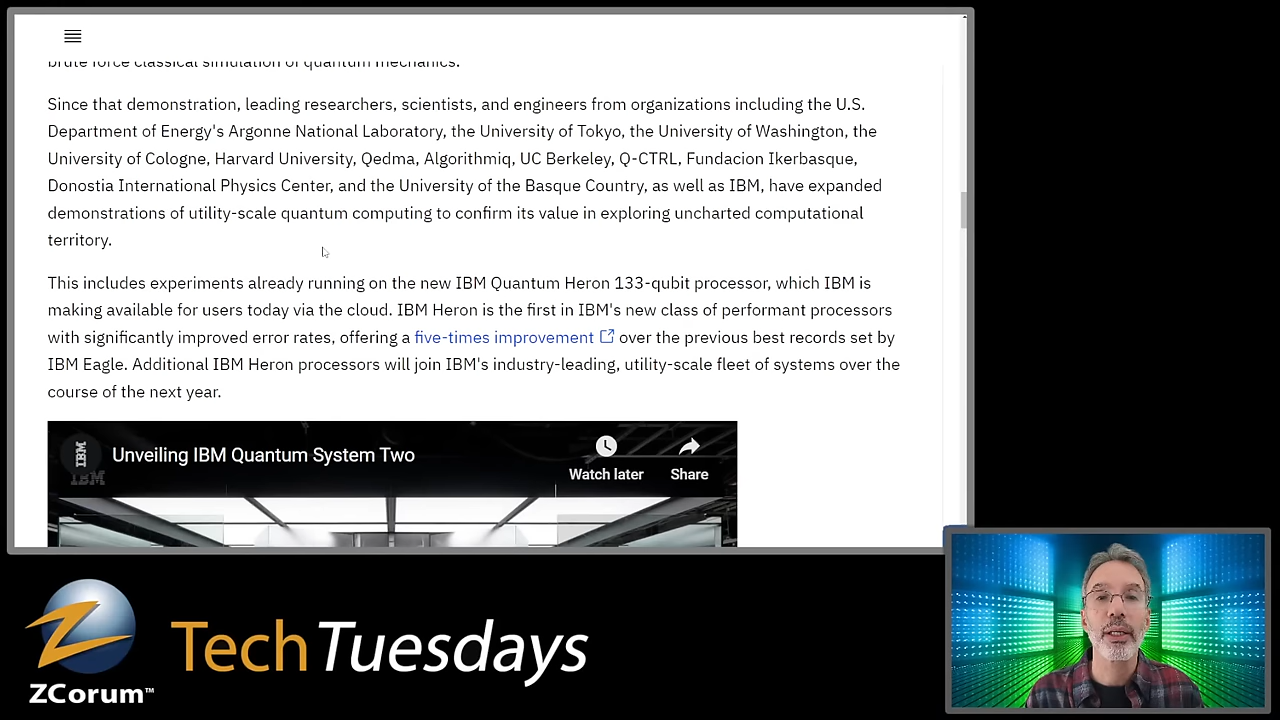 brute force classical simulation of quantum mechanics.
Since that demonstration, leading researchers, scientists, and engineers from organizations including the U.S.
Department of Energy's Argonne National Laboratory, the University of Tokyo, the University of Washington, the
University of Cologne, Harvard University, Qedma, Algorithmiq, UC Berkeley, Q-CTRL, Fundacion Ikerbasque,
Donostia International Physics Center, and the University of the Basque Country, as well as IBM, have expanded
demonstrations of utility-scale quantum computing to confirm its value in exploring uncharted computational
territory.
This includes experiments already running on the new IBM Quantum Heron 133-qubit processor, which IBM is
making available for users today via the cloud. IBM Heron is the first in IBM's new class of performant processors
with significantly improved error rates, offering a five-times improvement over the previous best records set by
IBM Eagle. Additional IBM Heron processors will join IBM's industry-leading, utility-scale fleet of systems over the
course of the next year.
IBM
Unveiling IBM Quantum System Two
Watch later
Share
IBM
ZCorum™
TechTuesdays